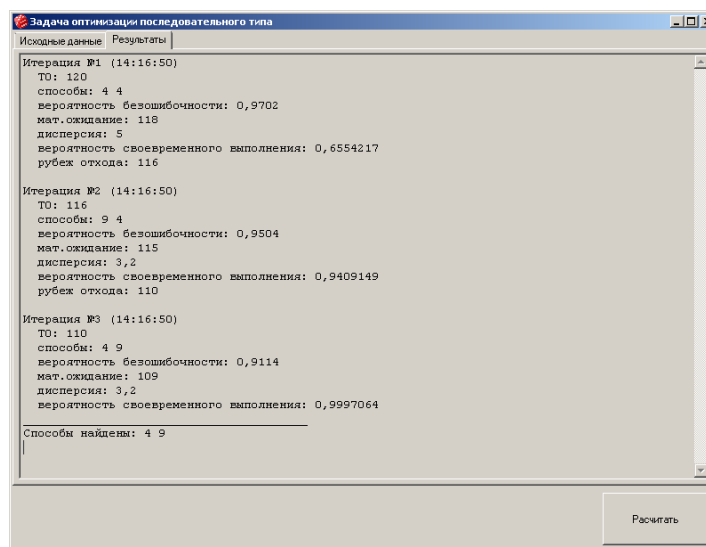 Задача оптимизации последовательного типа
Исходные данные Результаты
Итерация №1 (14:16:50)
T0: 120
способы: 4 4
вероятность безошибочности: 0,9702
мат.ожидание: 118
дисперсия: 5
вероятность своевременного выполнения: 0,6554217
рубеж отхода: 116
Итерация №2 (14:16:50)
T0: 116
способы: 9 4
вероятность безошибочности: 0,9504
мат.ожидание: 115
дисперсия: 3,2
вероятность своевременного выполнения: 0,9409149
рубеж отхода: 110
Итерация №3 (14:16:50)
T0: 110
способы: 4 9
вероятность безошибочности: 0,9114
мат.ожидание: 109
дисперсия: 3,2
вероятность своевременного выполнения: 0,9997064
Способы найдены: 4 9
Расчитать